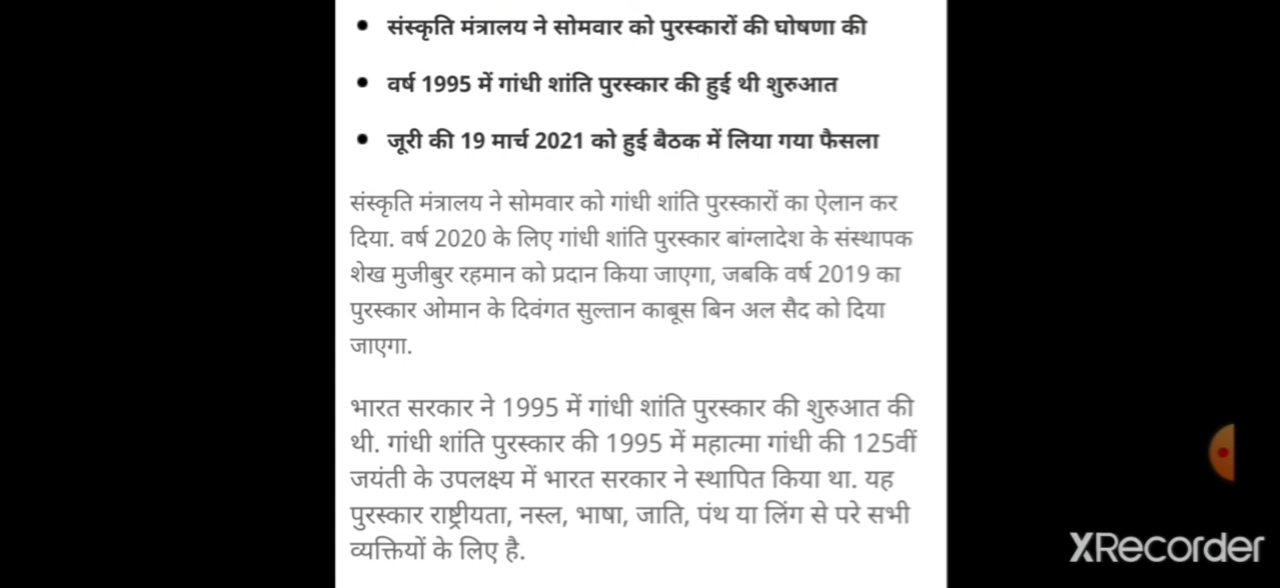 • संस्कृति मंत्रालय ने सोमवार को पुरस्कारों की घोषणा की
• वर्ष 1995 में गांधी शांति पुरस्कार की हुई थी शुरुआत
• जूरी की 19 मार्च 2021 को हुई बैठक में लिया गया फैसला
संस्कृति मंत्रालय ने सोमवार को गांधी शांति पुरस्कारों का ऐलान कर
दिया. वर्ष 2020 के लिए गांधी शांति पुरस्कार बांग्लादेश के संस्थापक
शेख मुजीबुर रहमान को प्रदान किया जाएगा, जबकि वर्ष 2019 का
पुरस्कार ओमान के दिवंगत सुल्तान काबूस बिन अल सैद को दिया
जाएगा.
भारत सरकार ने 1995 में गांधी शांति पुरस्कार की शुरुआत की
थी. गांधी शांति पुरस्कार की 1995 में महात्मा गांधी की 125वीं
जयंती के उपलक्ष्य में भारत सरकार ने स्थापित किया था. यह
पुरस्कार राष्ट्रीयता, नस्ल, भाषा, जाति, पंथ या लिंग से परे सभी
व्यक्तियों के लिए है.
XRecorder